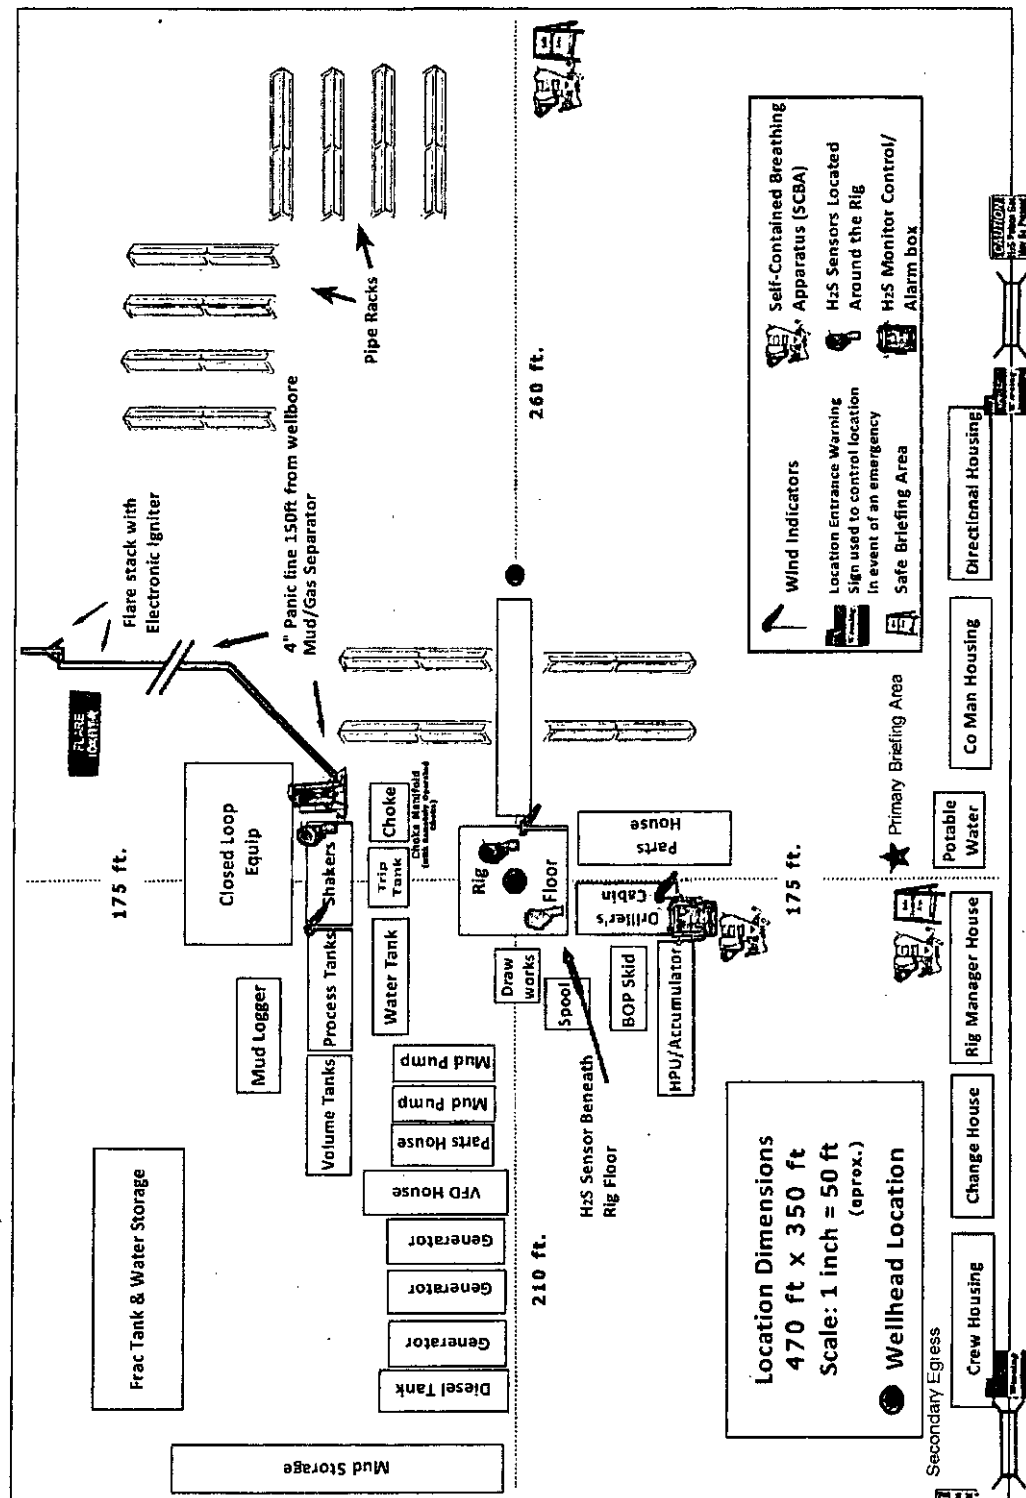 175 ft.
Flare stack with
Electronic Igniter
4" Panic line 150ft from wellbore
Mud/Gas Separator
Pipe Racks
FLARE
Closed Loop
Equip
Frac Tank & Water Storage
Mud Logger
Volume Tanks
Process Tanks
Shakers
Water Tank
Trip
Tank
Choke
Choke Manifold
Mud Storage
Diesel Tank
Generator
Generator
Generator
VFD House
Parts House
Mud Pump
Mud Pump
210 ft.
260 ft.
Draw
works
Rig
Floor
Spool
BOP Skid
HPU/Accumulator
Driller's
Cabin
Parts
House
H2S Sensor Beneath
Rig Floor
175 ft.
Location Dimensions
470 ft x 350 ft
Scale: 1 inch = 50 ft
(aprox.)
Wellhead Location
Wind Indicators
Location Entrance Warning
Sign used to control location
In event of an emergency
Safe Briefing Area
Self-Contained Breathing
Apparatus (SCBA)
H2S Sensors Located
Around the Rig
H2S Monitor Control/
Alarm box
Primary Briefing Area
Secondary Egress
Crew Housing
Change House
Rig Manager House
Potable
Water
Co Man Housing
Directional Housing
CAUTION